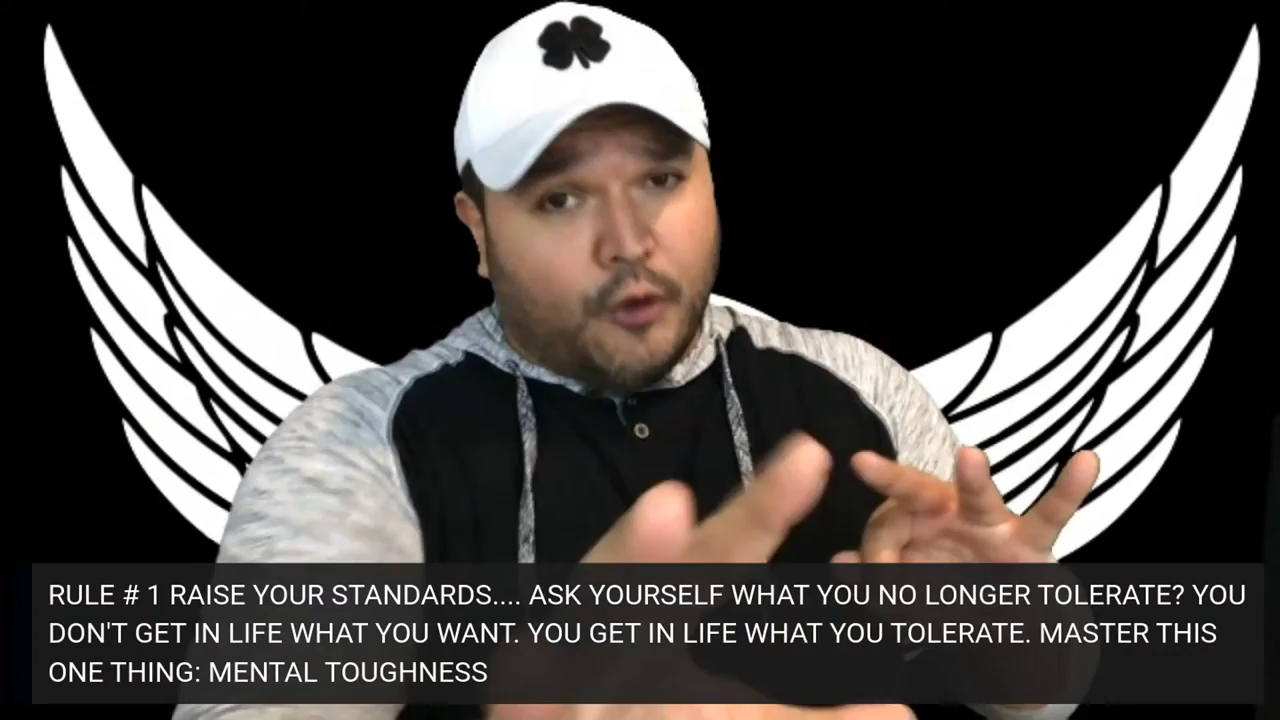 RULE # 1 RAISE YOUR STANDARDS.... ASK YOURSELF WHAT YOU NO LONGER TOLERATE? YOU
DON'T GET IN LIFE WHAT YOU WANT. YOU GET IN LIFE WHAT YOU TOLERATE. MASTER THIS
ONE THING: MENTAL TOUGHNESS